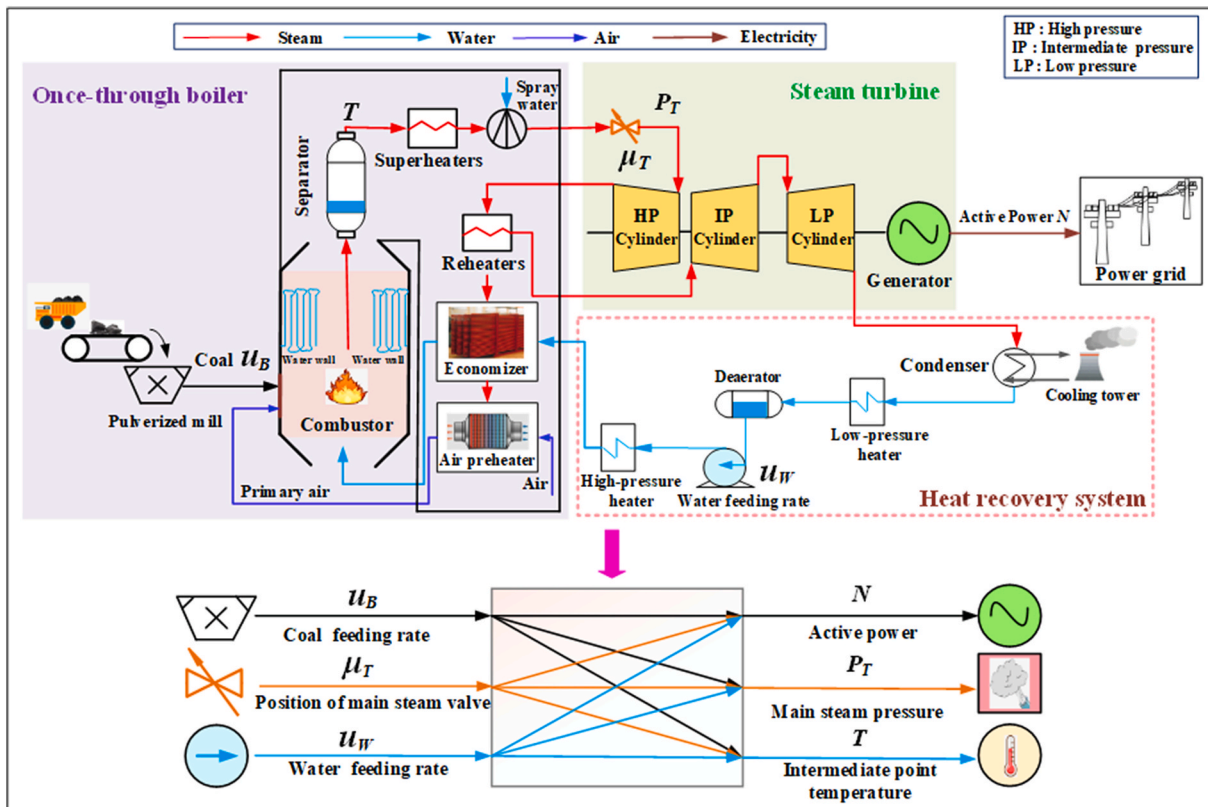 Steam
Water
Air
Electricity
HP : High pressure
IP : Intermediate pressure
LP : Low pressure
Once-through boiler
Steam turbine
Spray
water
T
P_T
Superheaters
μ_T
Separator
HP
Cylinder
IP
Cylinder
LP
Cylinder
Active Power N
Reheaters
Generator
Power grid
Coal u_B
Water wall
Water wall
Economizer
Condenser
Cooling tower
Deaerator
Pulverized mill
Combustor
Low-pressure
heater
Air preheater
Primary air
Air
High-pressure
heater
u_W
Water feeding rate
Heat recovery system
u_B
N
Coal feeding rate
Active power
μ_T
P_T
Position of main steam valve
Main steam pressure
u_W
T
Water feeding rate
Intermediate point
temperature